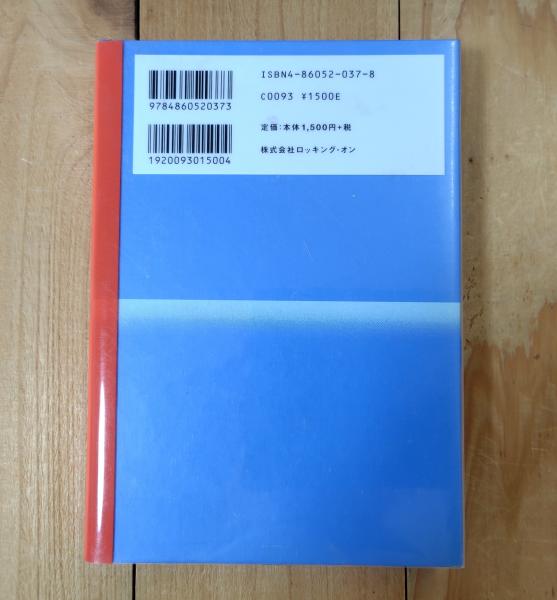 ISBN4-86052-037-8
9784860520373
C0093 ¥1500E
定価:本体1,500円+税
1920093015004
株式会社ロッキング・オン